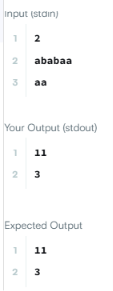 Input (stdin)
1 2
2 ababaa
3 aa
Your Output (stdout)
1 11
2 3
Expected Output
1 11
2 3